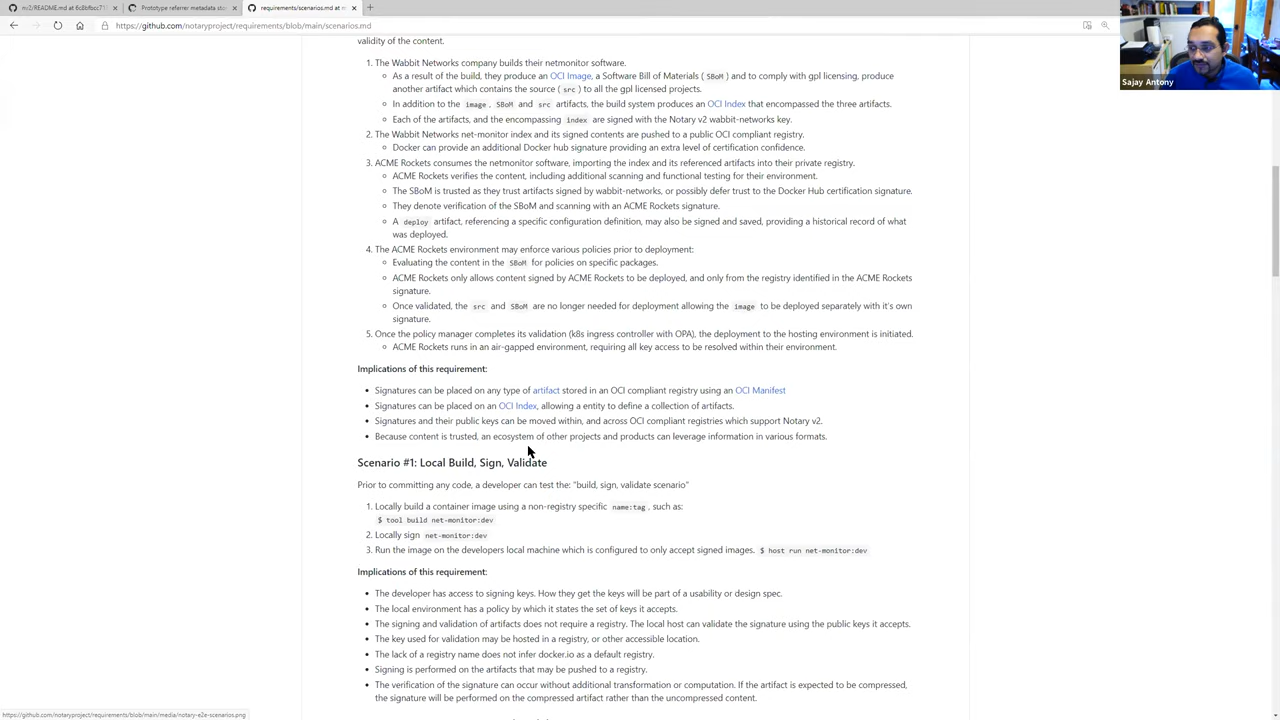 nv2/README.md at 6c8bfbcc71
Prototype referrer metadata sto
requirements/scenarios.md at m
https://github.com/notaryproject/requirements/blob/main/scenarios.md
Sajay Antony
validity of the content.
1. The Wabbit Networks company builds their netmonitor software.
As a result of the build, they produce an OCI Image, a Software Bill of Materials ( SBoM ) and to comply with gpl licensing, produce
another artifact which contains the source ( src ) to all the gpl licensed projects.
In addition to the image, SBoM and src artifacts, the build system produces an OCI Index that encompassed the three artifacts.
Each of the artifacts, and the encompassing index are signed with the Notary v2 wabbit-networks key.
2. The Wabbit Networks net-monitor index and its signed contents are pushed to a public OCI compliant registry.
Docker can provide an additional Docker hub signature providing an extra level of certification confidence.
3. ACME Rockets consumes the netmonitor software, importing the index and its referenced artifacts into their private registry.
ACME Rockets verifies the content, including additional scanning and functional testing for their environment.
The SBoM is trusted as they trust artifacts signed by wabbit-networks, or possibly defer trust to the Docker Hub certification signature.
They denote verification of the SBoM and scanning with an ACME Rockets signature.
A deploy artifact, referencing a specific configuration definition, may also be signed and saved, providing a historical record of what
was deployed.
4. The ACME Rockets environment may enforce various policies prior to deployment:
Evaluating the content in the SBoM for policies on specific packages.
ACME Rockets only allows content signed by ACME Rockets to be deployed, and only from the registry identified in the ACME Rockets
signature.
Once validated, the src and SBoM are no longer needed for deployment allowing the image to be deployed separately with it's own
signature.
5. Once the policy manager completes its validation (k8s ingress controller with OPA), the deployment to the hosting environment is initiated.
ACME Rockets runs in an air-gapped environment, requiring all key access to be resolved within their environment.
Implications of this requirement:
Signatures can be placed on any type of artifact stored in an OCI compliant registry using an OCI Manifest
Signatures can be placed on an OCI Index, allowing a entity to define a collection of artifacts.
Signatures and their public keys can be moved within, and across OCI compliant registries which support Notary v2.
Because content is trusted, an ecosystem of other projects and products can leverage information in various formats.
Scenario #1: Local Build, Sign, Validate
Prior to committing any code, a developer can test the: "build, sign, validate scenario"
1. Locally build a container image using a non-registry specific name:tag, such as:
$ tool build net-monitor:dev
2. Locally sign net-monitor:dev
3. Run the image on the developers local machine which is configured to only accept signed images. $ host run net-monitor:dev
Implications of this requirement:
The developer has access to signing keys. How they get the keys will be part of a usability or design spec.
The local environment has a policy by which it states the set of keys it accepts.
The signing and validation of artifacts does not require a registry. The local host can validate the signature using the public keys it accepts.
The key used for validation may be hosted in a registry, or other accessible location.
The lack of a registry name does not infer docker.io as a default registry.
Signing is performed on the artifacts that may be pushed to a registry.
The verification of the signature can occur without additional transformation or computation. If the artifact is expected to be compressed,
the signature will be performed on the compressed artifact rather than the uncompressed content.
https://github.com/notaryproject/requirements/blob/main/media/notary-e2e-scenarios.png